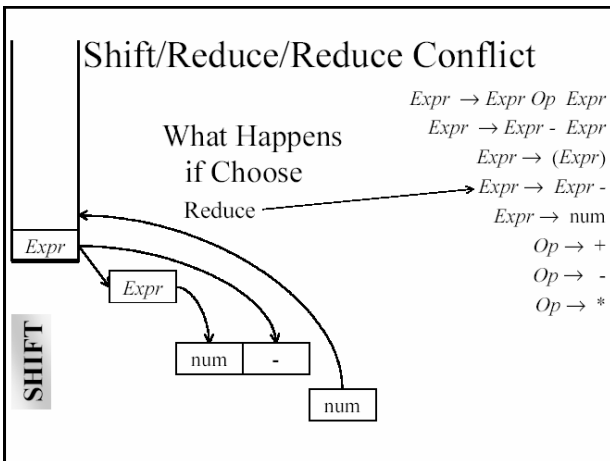 Shift/Reduce/Reduce Conflict
What Happens
if Choose
Reduce
Expr → Expr Op Expr
Expr → Expr - Expr
Expr → (Expr)
Expr → Expr -
Expr → num
Op → +
Op → -
Op → *
Expr
Expr
num -
num
SHIFT